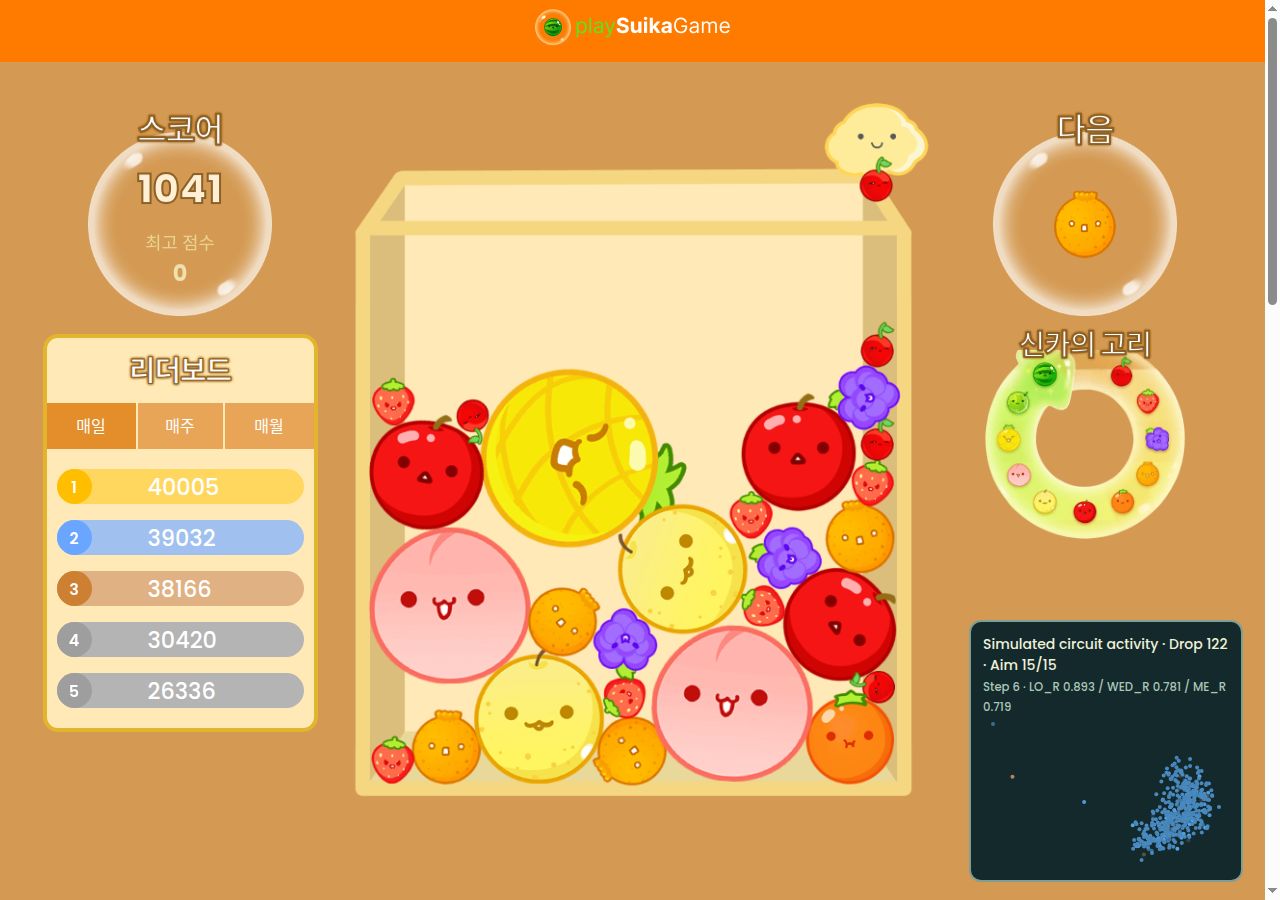 playSuikaGame
스코어
1041
최고 점수
0
리더보드
매일
매주
매월
1 40005
2 39032
3 38166
4 30420
5 26336
다음
신카의 고리
Simulated circuit activity · Drop 122
· Aim 15/15
Step 6 · LO_R 0.893 / WED_R 0.781 / ME_R
0.719